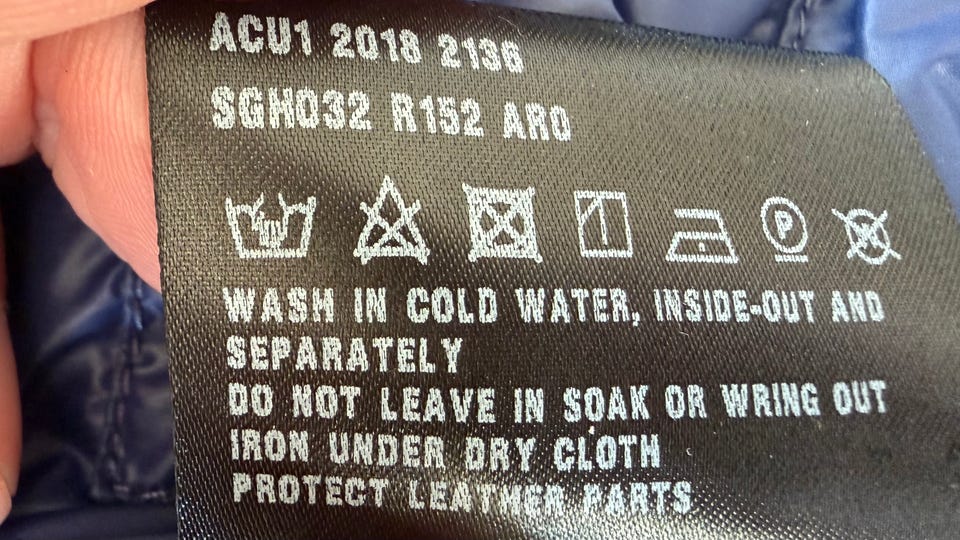 ACU1 2018 2136
SGH032 R152 ARO
P
WASH IN COLD WATER, INSIDE-OUT AND
SEPARATELY
DO NOT LEAVE IN SOAK OR WRING OUT
IRON UNDER DRY CLOTH
PROTECT LEATHER PARTS